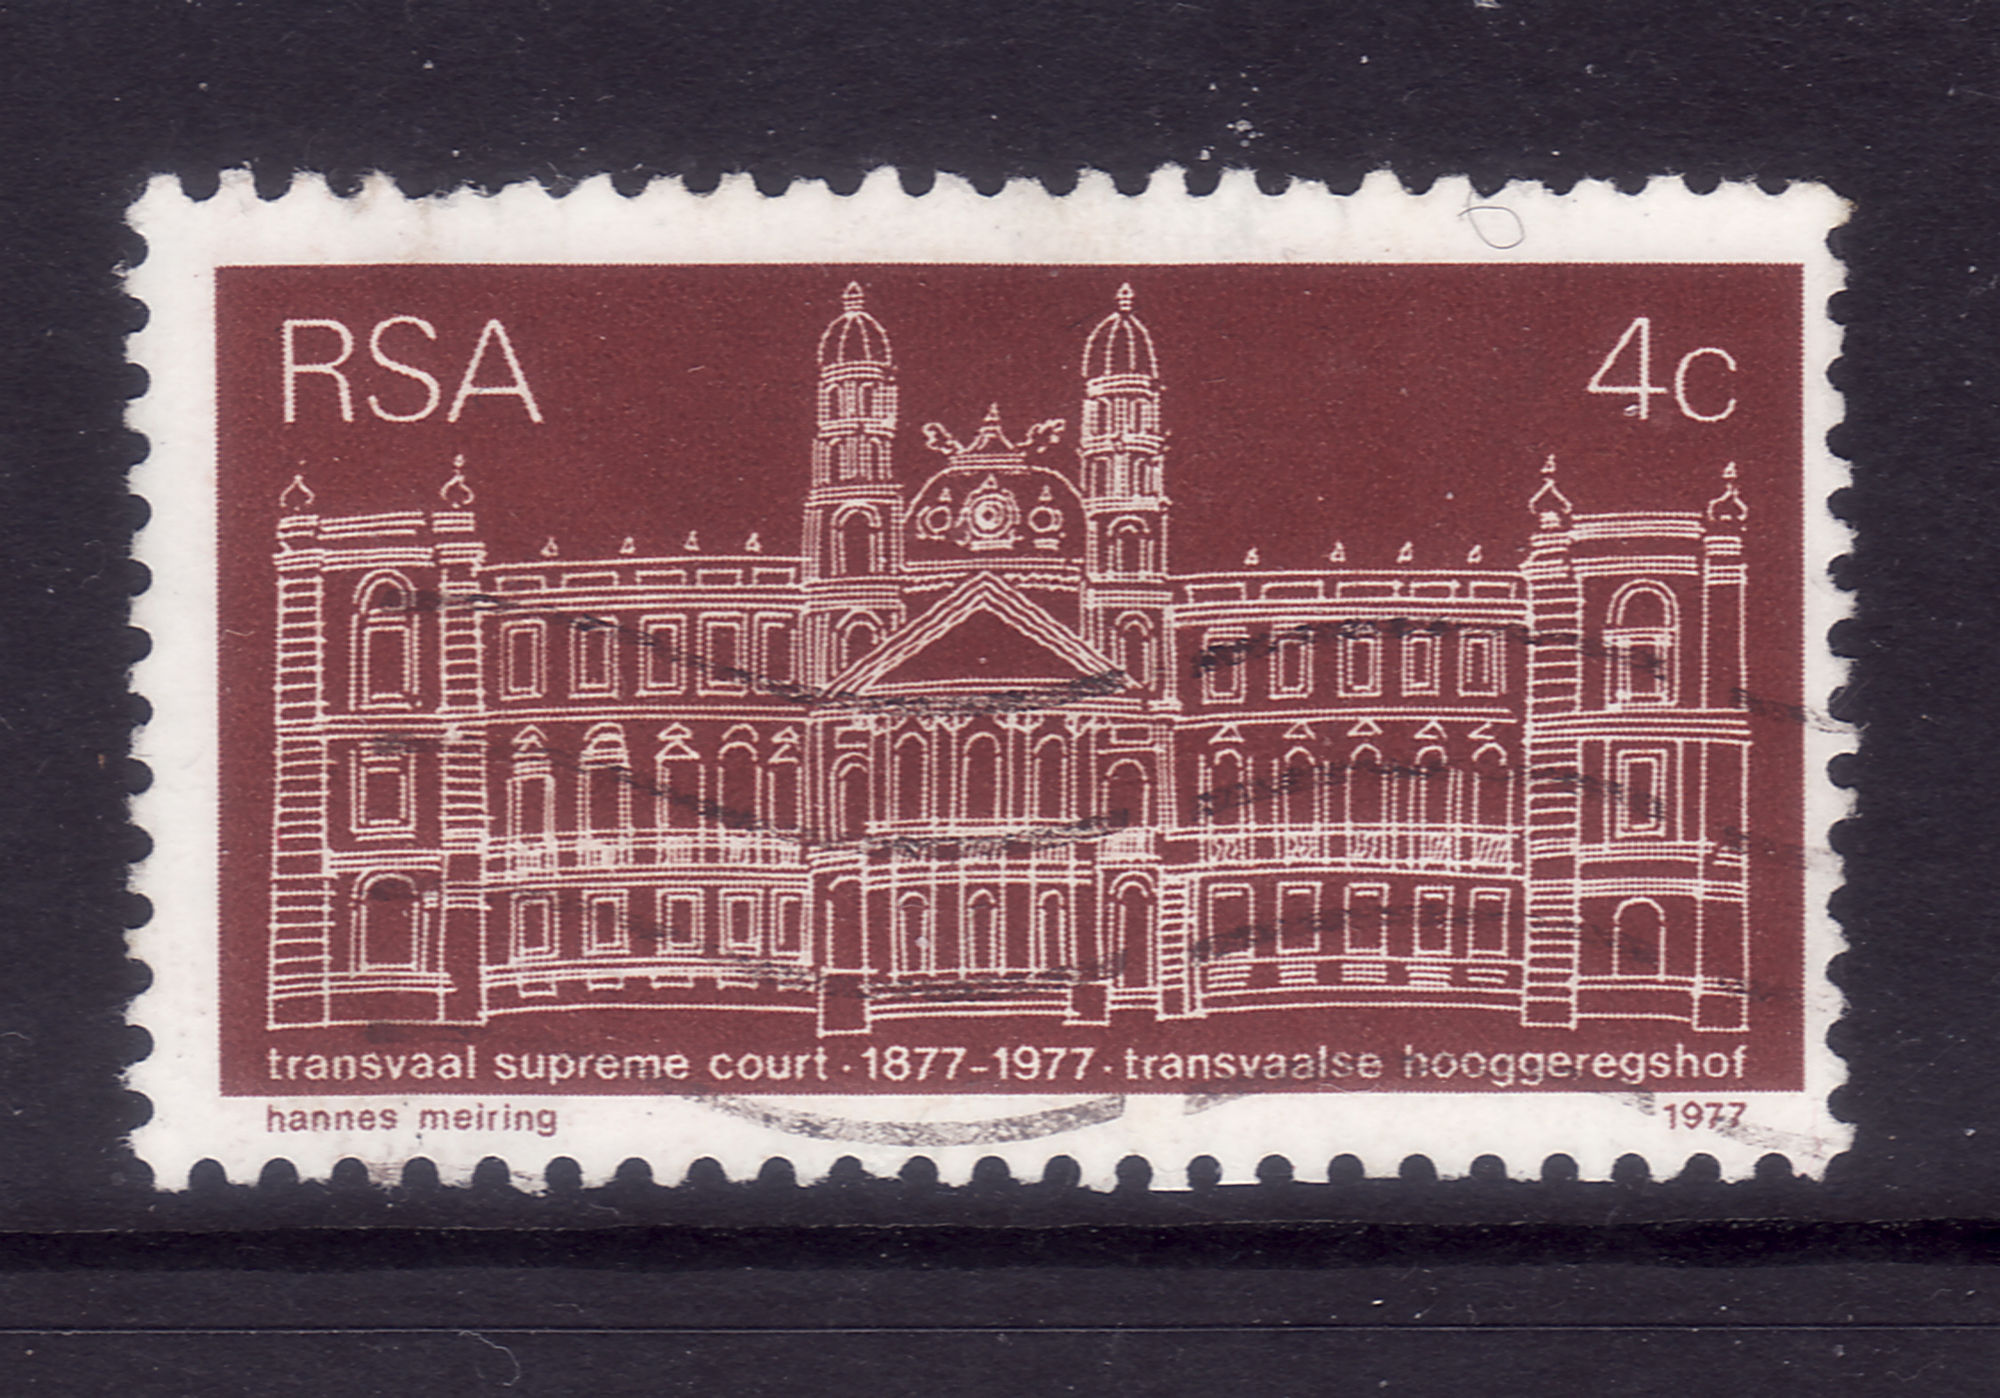 RSA 4c
transvaal supreme court · 1877-1977 · transvaalse hooggeregshof
hannes meiring 1977